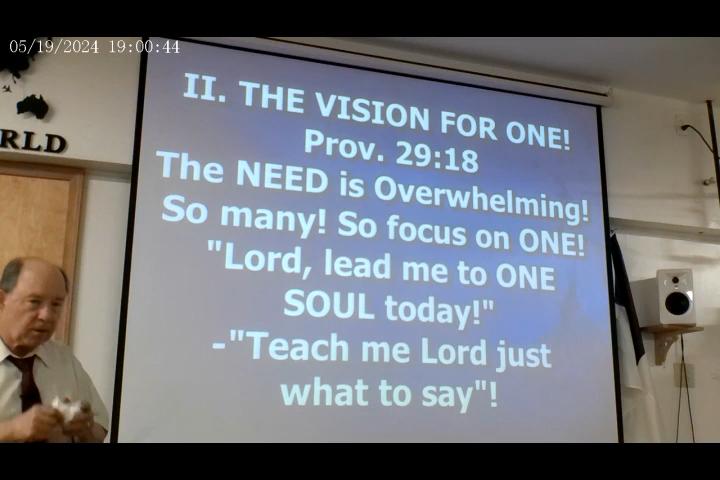 05/19/2024 19:00:44
RLD
II. THE VISION FOR ONE!
Prov. 29:18
The NEED is Overwhelming!
So many! So focus on ONE!
"Lord, lead me to ONE
SOUL today!"
-"Teach me Lord just
what to say"!